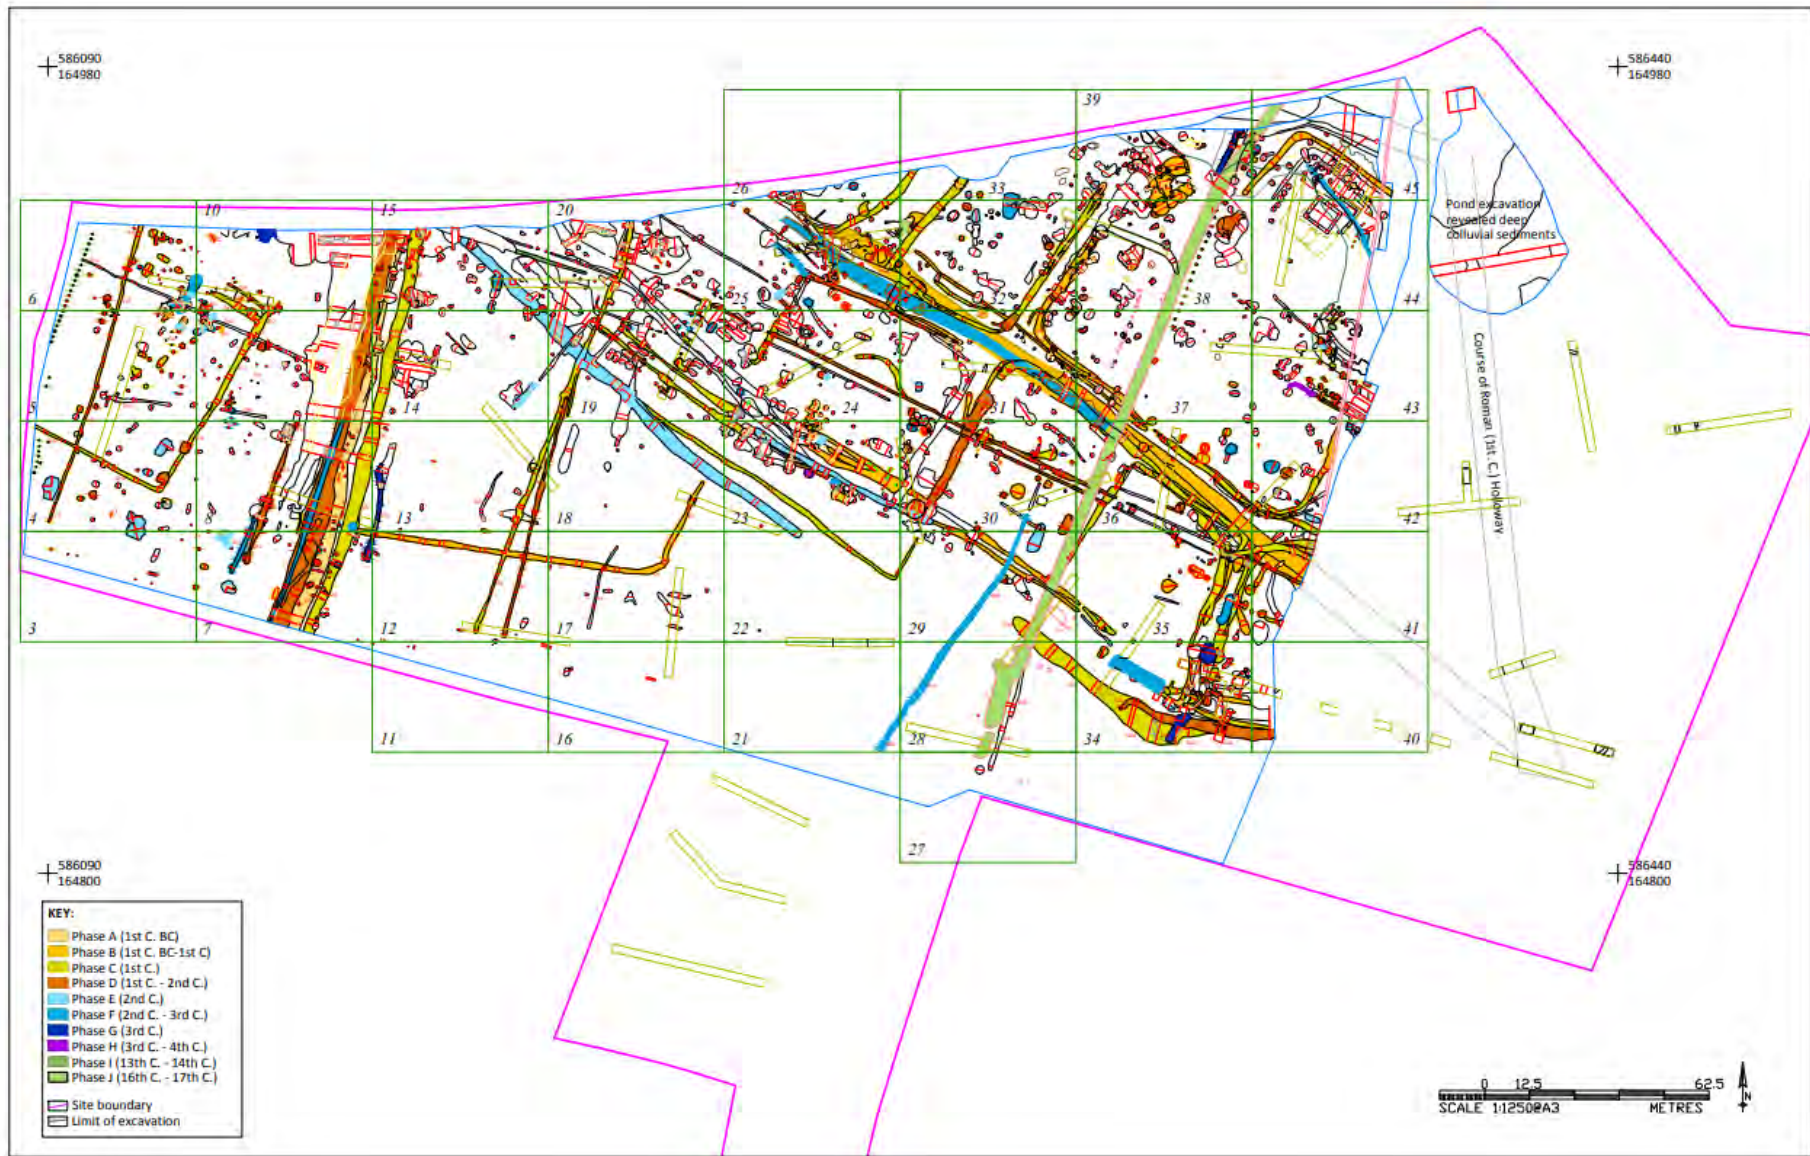 586090
164980
586440
164980
39
26
33
45
10
15
20
Pond excavation
revealed deep
colluvial sediments
6
25
32
38
44
5
14
19
24
31
37
43
Course of Roman (1st. C.) Holloway
4
8
13
18
23
30
36
42
3
7
12
17
22
29
35
41
11
16
21
28
34
40
27
586090
164800
586440
164800
KEY:
Phase A (1st C. BC)
Phase B (1st C. BC-1st C)
Phase C (1st C.)
Phase D (1st C. - 2nd C.)
Phase E (2nd C.)
Phase F (2nd C. - 3rd C.)
Phase G (3rd C.)
Phase H (3rd C. - 4th C.)
Phase I (13th C. - 14th C.)
Phase J (16th C. - 17th C.)
Site boundary
Limit of excavation
0 12.5 62.5
SCALE 1:1250@A3 METRES
N